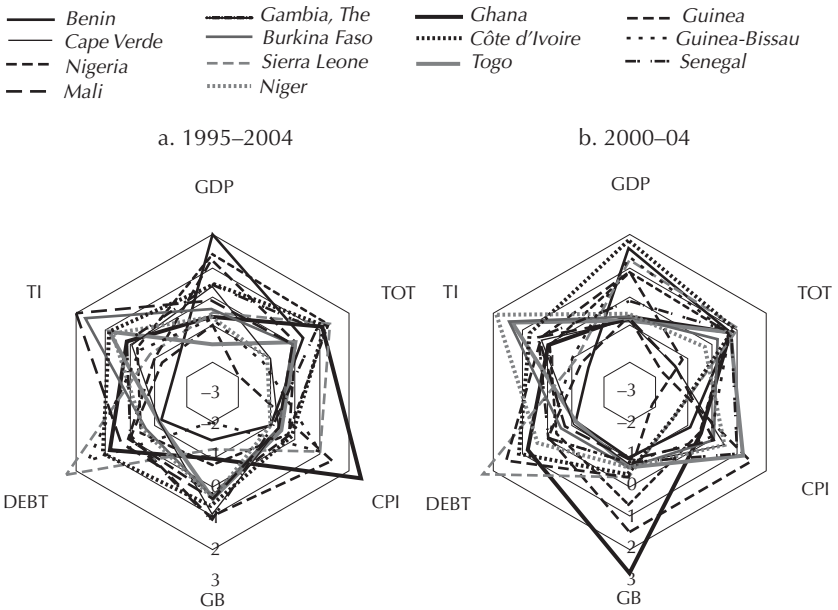 Benin Gambia, The Ghana Guinea
Cape Verde Burkina Faso Côte d'Ivoire Guinea-Bissau
Nigeria Sierra Leone Togo Senegal
Mali Niger
a. 1995–2004 b. 2000–04
GDP GDP
TI TOT TI TOT
–3 –3
–2 –2
–1 –1
0 0
1 1
DEBT CPI DEBT CPI
2 2
3 3
GB GB